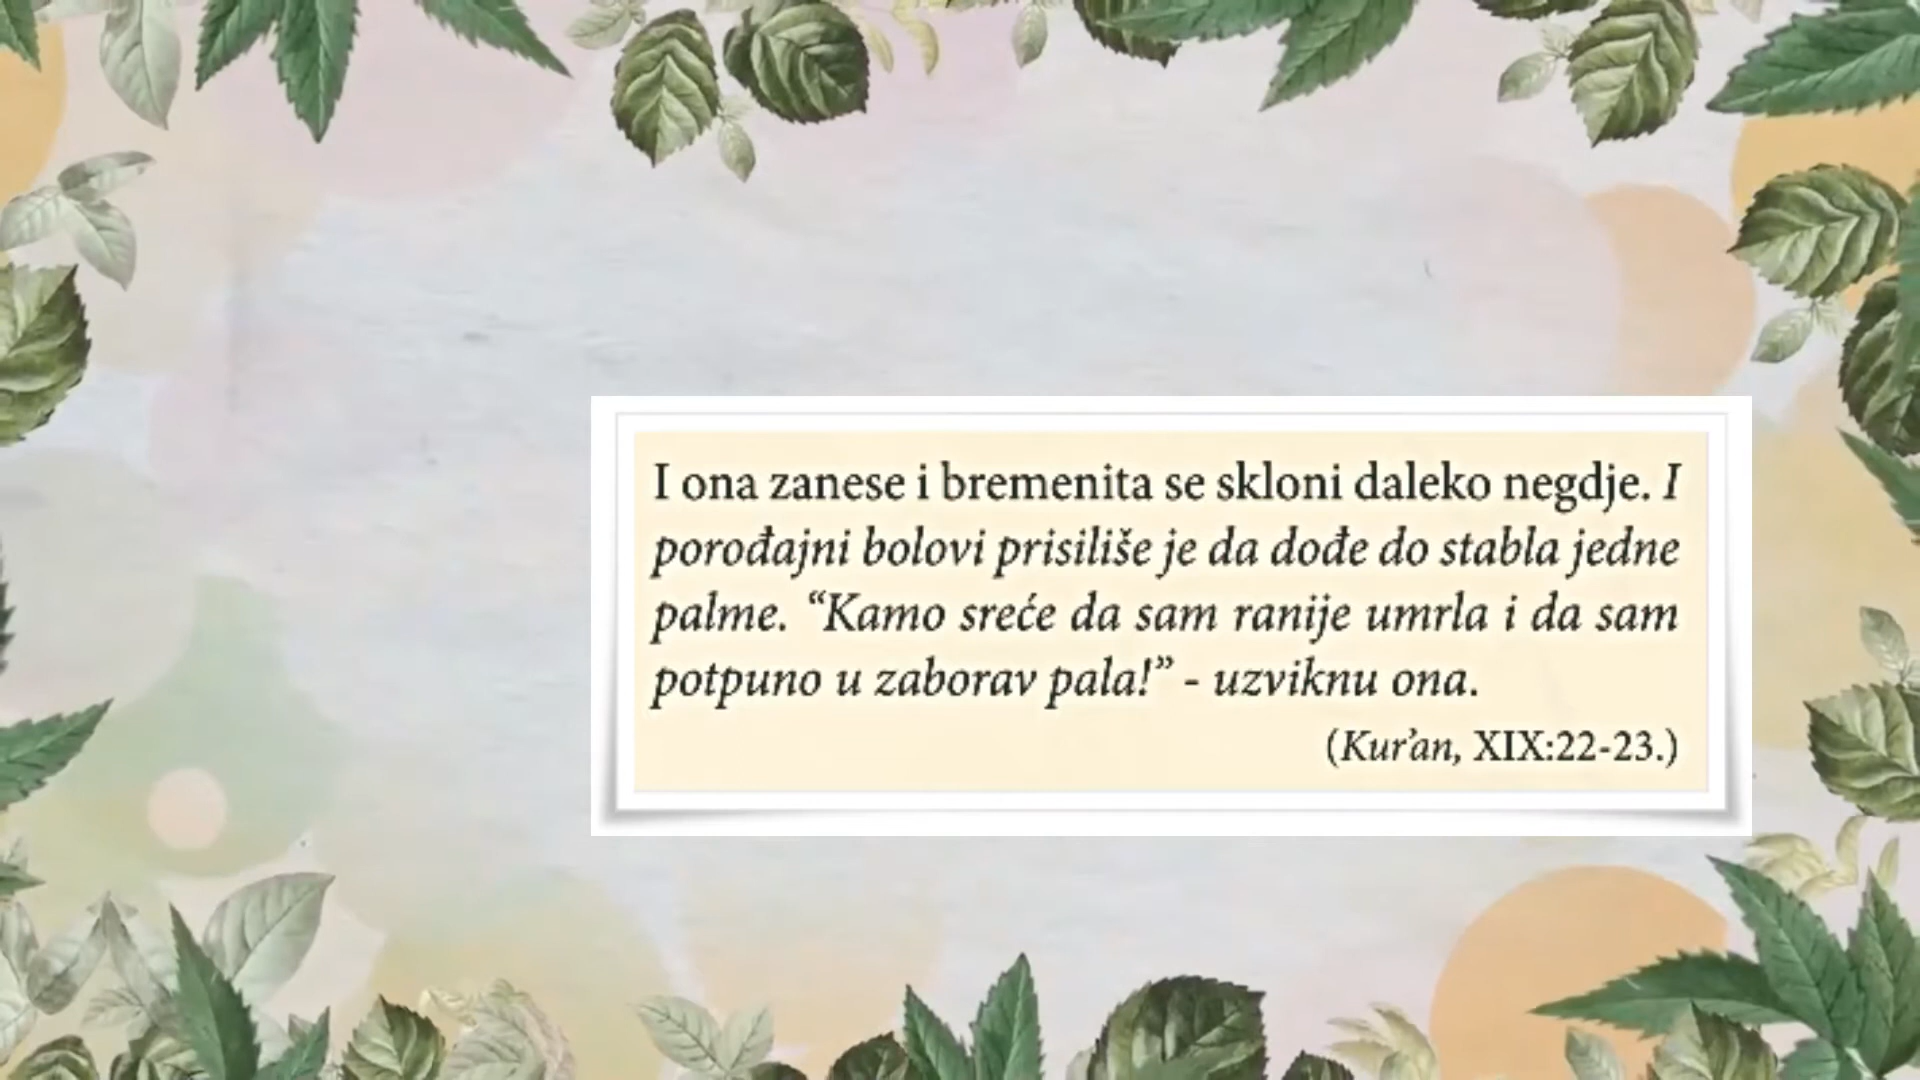 I ona zanese i bremenita se skloni daleko negdje. I
porođajni bolovi prisiliše je da dođe do stabla jedne
palme. “Kamo sreće da sam ranije umrla i da sam
potpuno u zaborav pala!” - uzviknu ona.
(Kur’an, XIX:22-23.)